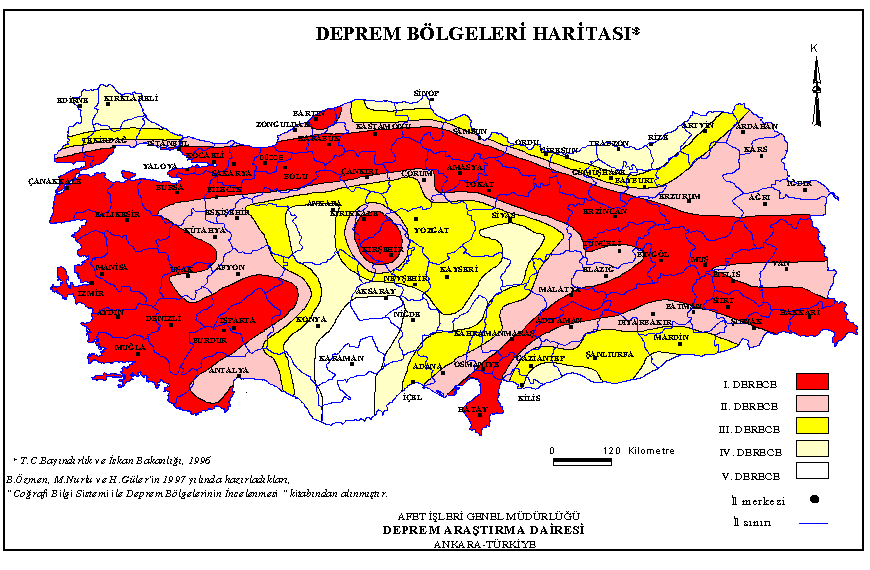 DEPREM BÖLGELERİ HARİTASI*
K
SİNOP
EDİRNE KIRKLARELİ
BARTIN
ZONGULDAK KASTAMONU
KARABÜK
SAMSUN
ARTVİN
ARDAHAN
TEKİRDAĞ
İSTANBUL
ORDU
GİRESUN
TRABZON
RİZE
KARS
KOCAELİ
YALOVA
SAKARYA
BOLU
ÇANKIRI
ÇORUM
AMASYA
TOKAT
GÜMÜŞHANE
BAYBURT
IĞDIR
ÇANAKKALE
BURSA
BİLECİK
ERZURUM
AĞRI
BALIKESİR
ESKİŞEHİR
ANKARA
KIRIKKALE
SİVAS
ERZİNCAN
KÜTAHYA
YOZGAT
KIRŞEHİR
TUNCELİ
BİNGÖL
MUŞ
MANİSA
UŞAK
AFYON
NEVŞEHİR
KAYSERİ
ELAZIĞ
BİTLİS
VAN
İZMİR
AKSARAY
MALATYA
AYDIN
DENİZLİ
ISPARTA
KONYA
NİĞDE
BATMAN
SİİRT
HAKKARİ
ADIYAMAN
DİYARBAKIR
ŞIRNAK
BURDUR
KAHRAMANMARAŞ
MARDİN
MUĞLA
KARAMAN
ADANA
OSMANİYE
GAZİANTEP
ŞANLIURFA
ANTALYA
İÇEL
KİLİS
HATAY
I. DERECE
II. DERECE
III. DERECE
IV. DERECE
V. DERECE
İl merkezi
İl sınırı
0 120 Kilometre
* T.C.Bayındırlık ve İskan Bakanlığı, 1996
B.Özmen, M.Nurlu ve H.Güler'in 1997 yılında hazırladıkları,
" Coğrafi Bilgi Sistemi ile Deprem Bölgelerinin İncelenmesi " kitabından alınmıştır.
AFET İŞLERİ GENEL MÜDÜRLÜĞÜ
DEPREM ARAŞTIRMA DAİRESİ
ANKARA-TÜRKİYE